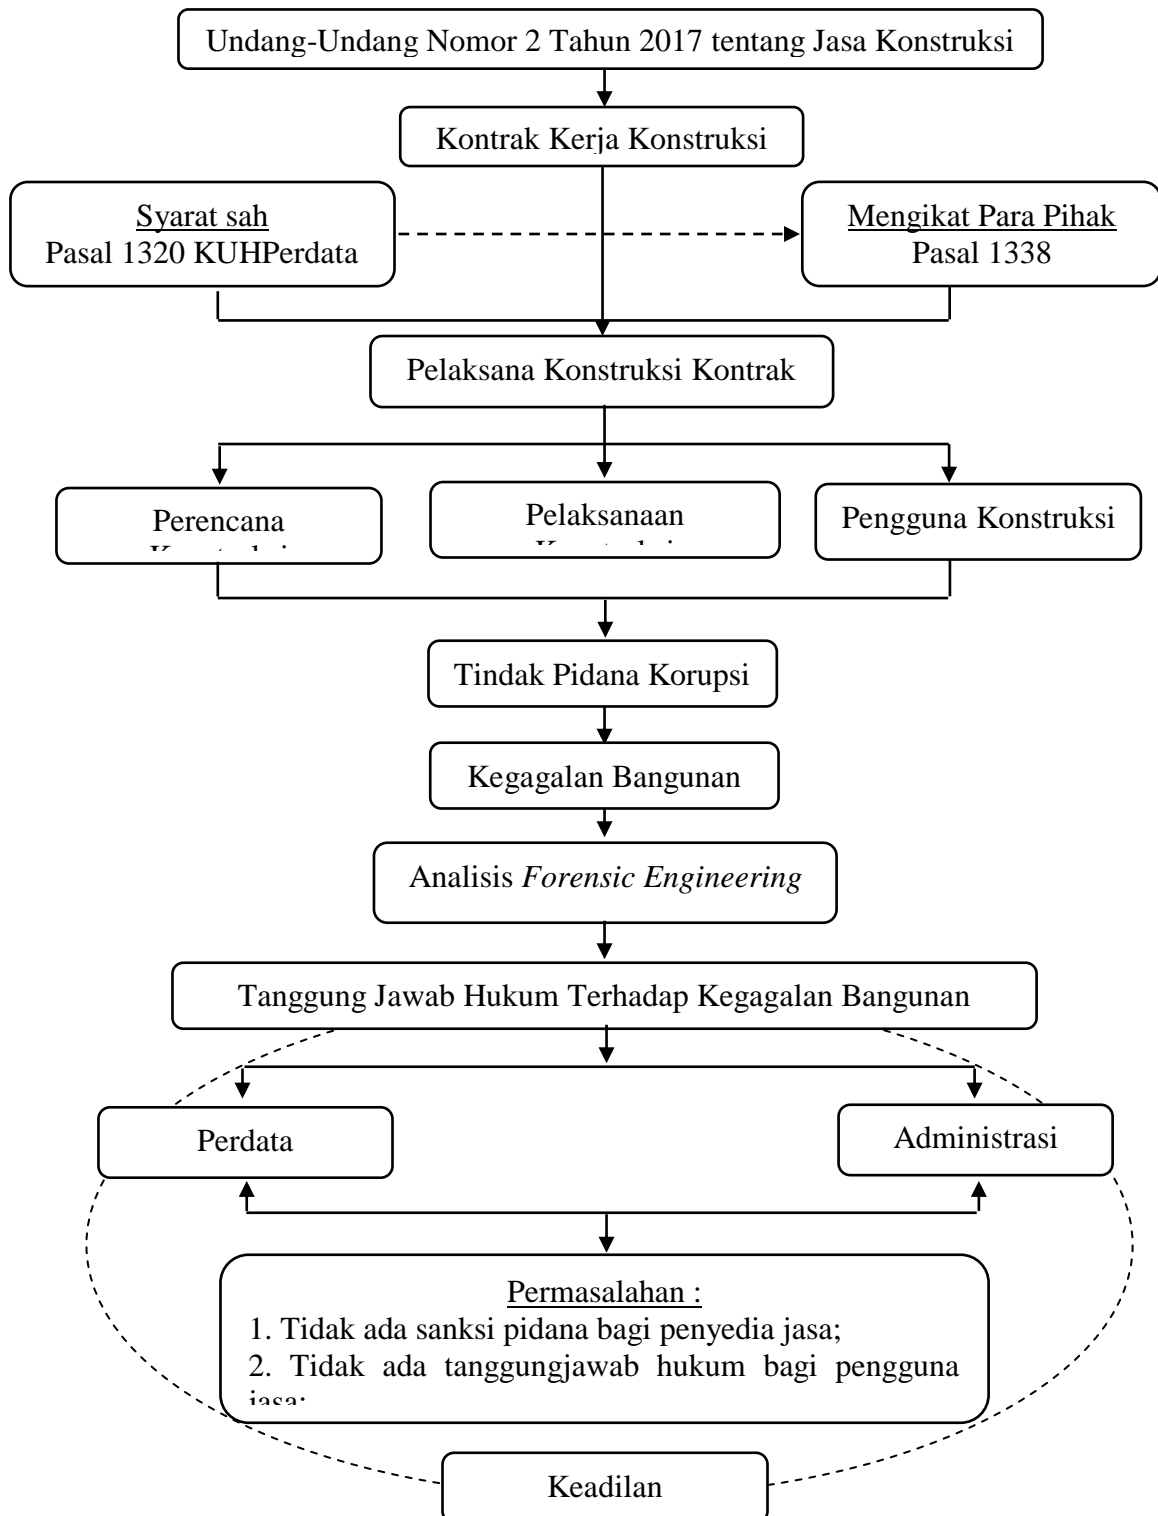 Undang-Undang Nomor 2 Tahun 2017 tentang Jasa Konstruksi
Kontrak Kerja Konstruksi
Syarat sah
Pasal 1320 KUHPerdata
Mengikat Para Pihak
Pasal 1338
Pelaksana Konstruksi Kontrak
Perencana
Pelaksanaan
Pengguna Konstruksi
Tindak Pidana Korupsi
Kegagalan Bangunan
Analisis Forensic Engineering
Tanggung Jawab Hukum Terhadap Kegagalan Bangunan
Perdata
Administrasi
Permasalahan :
1. Tidak ada sanksi pidana bagi penyedia jasa;
2. Tidak ada tanggungjawab hukum bagi pengguna
jasa;
Keadilan